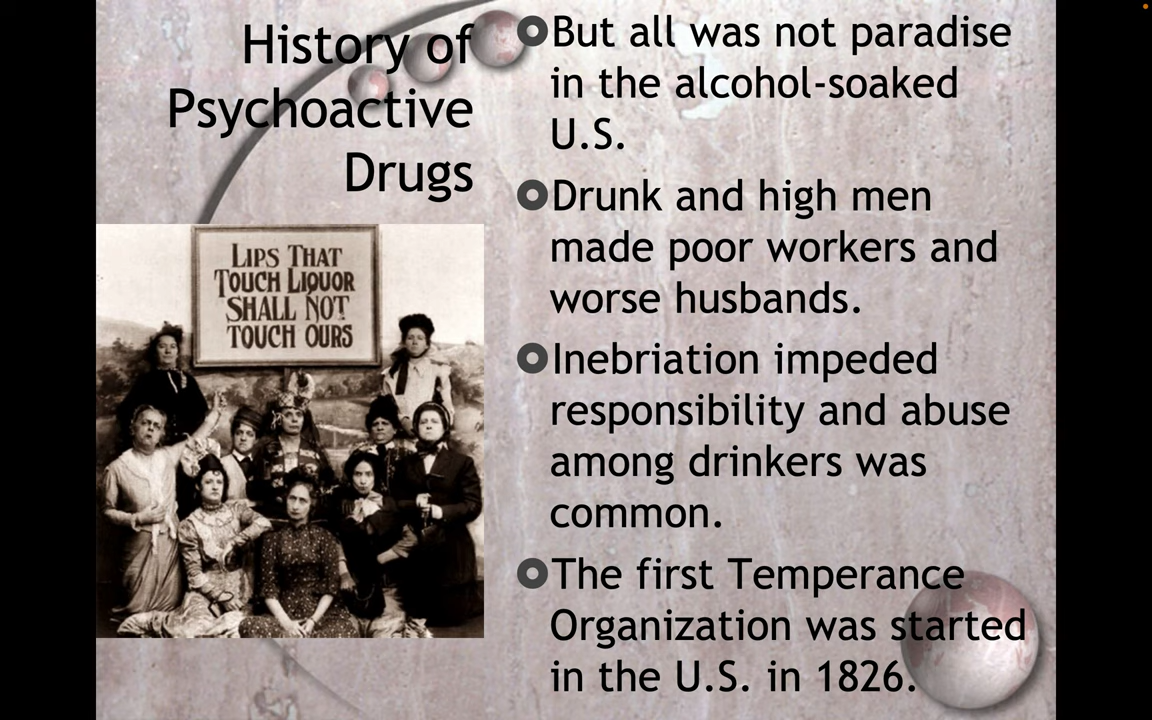 History of
Psychoactive
Drugs
LIPS THAT
TOUCH LIQUOR
SHALL NOT
TOUCH OURS
But all was not paradise
in the alcohol-soaked
U.S.
Drunk and high men
made poor workers and
worse husbands.
Inebriation impeded
responsibility and abuse
among drinkers was
common.
The first Temperance
Organization was started
in the U.S. in 1826.